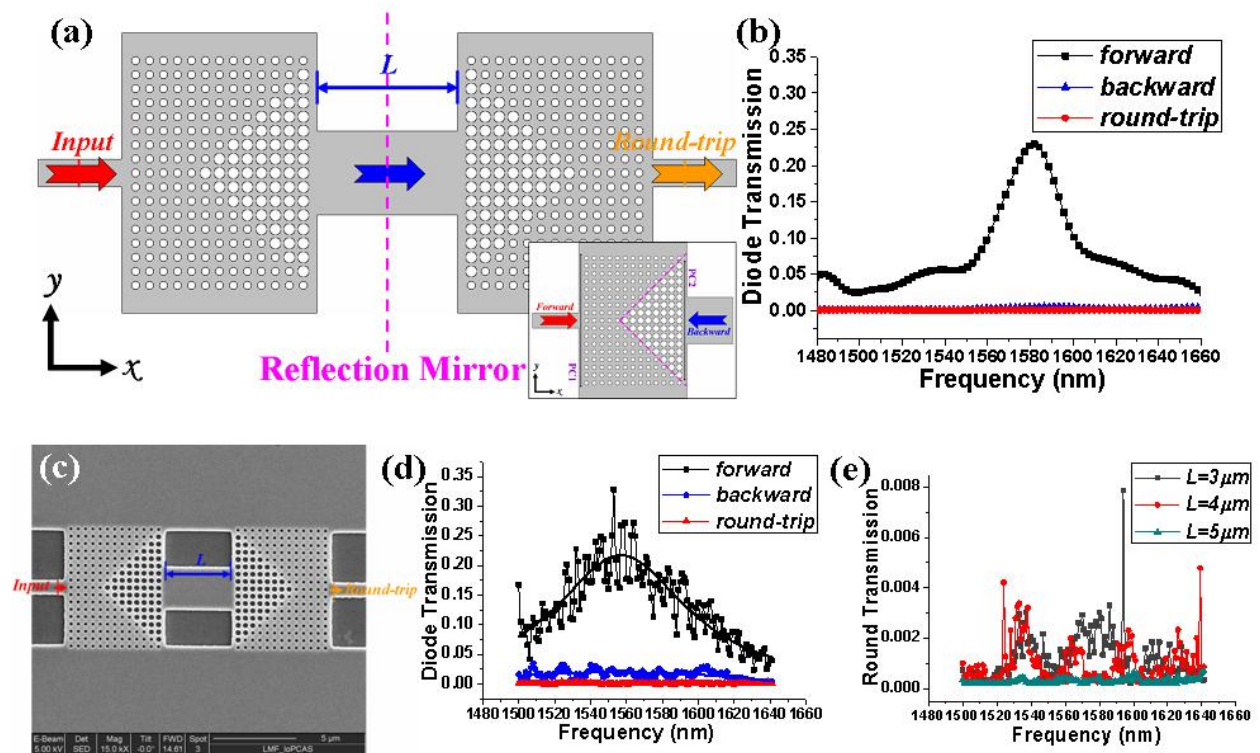 (a)
L
Input
Round-trip
y
x
Reflection Mirror
PC2
Forward
Backward
PC1
y
x
(b)
forward
backward
round-trip
0.35
0.30
0.25
0.20
0.15
0.10
0.05
0.00
Diode Transmission
1480 1500 1520 1540 1560 1580 1600 1620 1640 1660
Frequency (nm)
(c)
L
Input
Round-trip
E-Beam Det Mag Tilt FWD Spot 5 µm
5.00 kV SED 15.0 kX -0.0° 14.61 3 LMF_IoPCAS
(d)
forward
backward
round-trip
0.35
0.30
0.25
0.20
0.15
0.10
0.05
0.00
Diode Transmission
1480 1500 1520 1540 1560 1580 1600 1620 1640 1660
Frequency (nm)
(e)
L=3μm
L=4μm
L=5μm
0.008
0.006
0.004
0.002
0.000
Round Transmission
1480 1500 1520 1540 1560 1580 1600 1620 1640 1660
Frequency (nm)